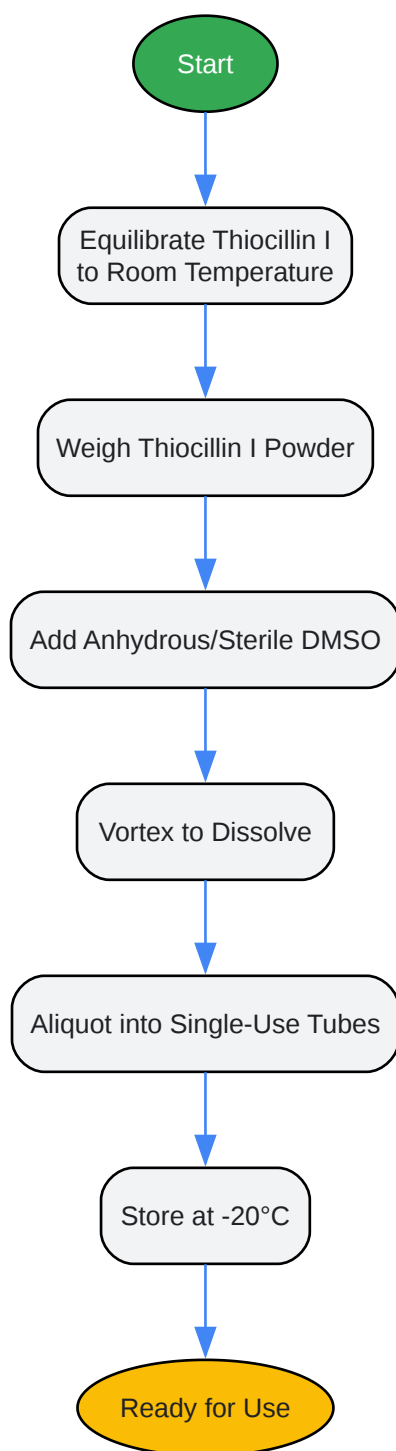 Start
Equilibrate Thiocillin I
to Room Temperature
Weigh Thiocillin I Powder
Add Anhydrous/Sterile DMSO
Vortex to Dissolve
Aliquot into Single-Use Tubes
Store at -20°C
Ready for Use